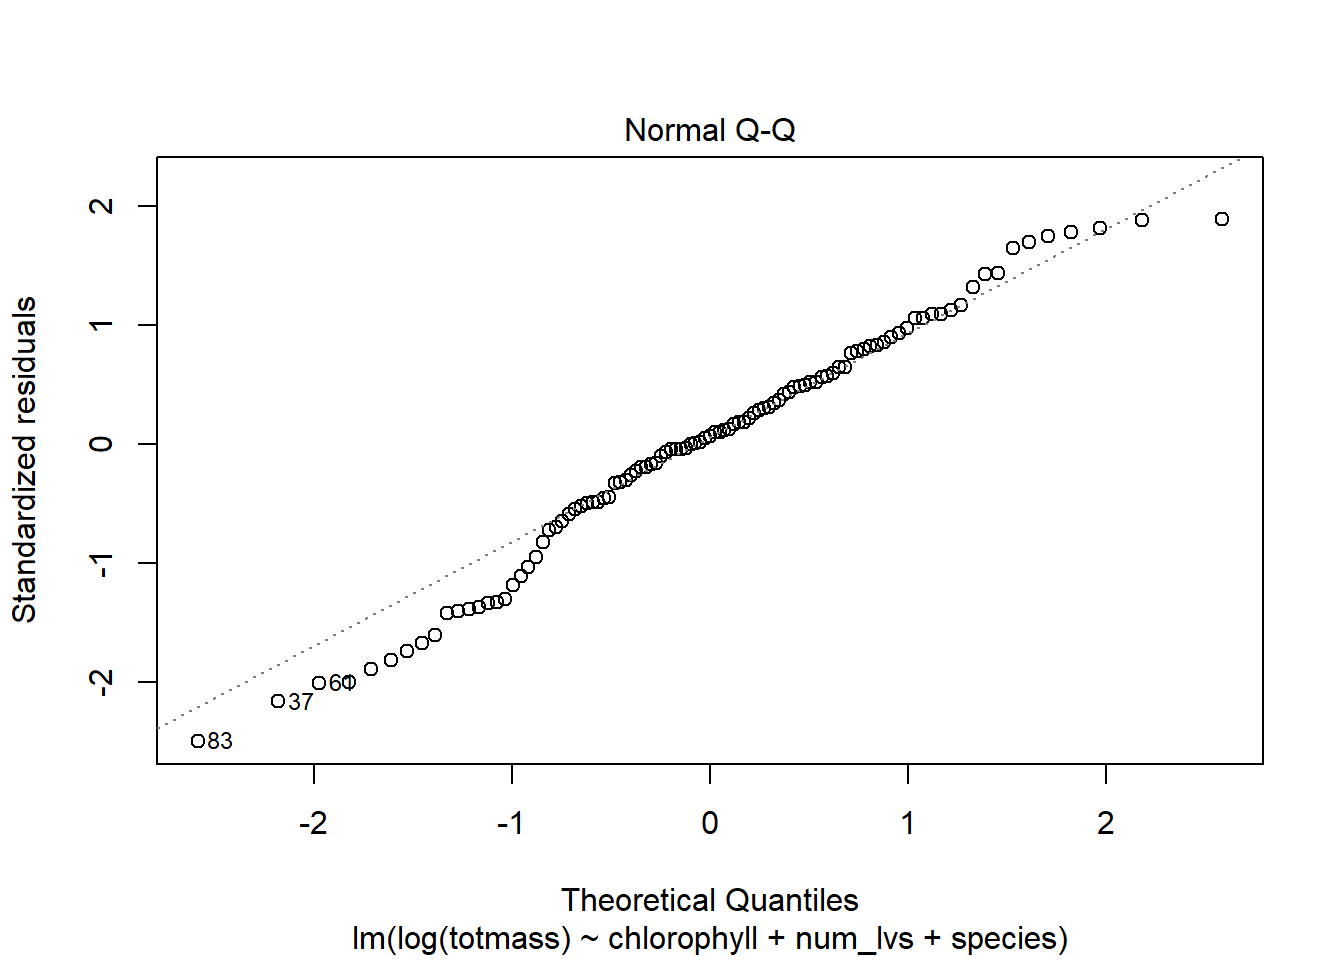 Normal Q-Q
Standardized residuals
2
1
0
-1
-2
61
37
83
-2 -1 0 1 2
Theoretical Quantiles
lm(log(totmass) ~ chlorophyll + num_lvs + species)